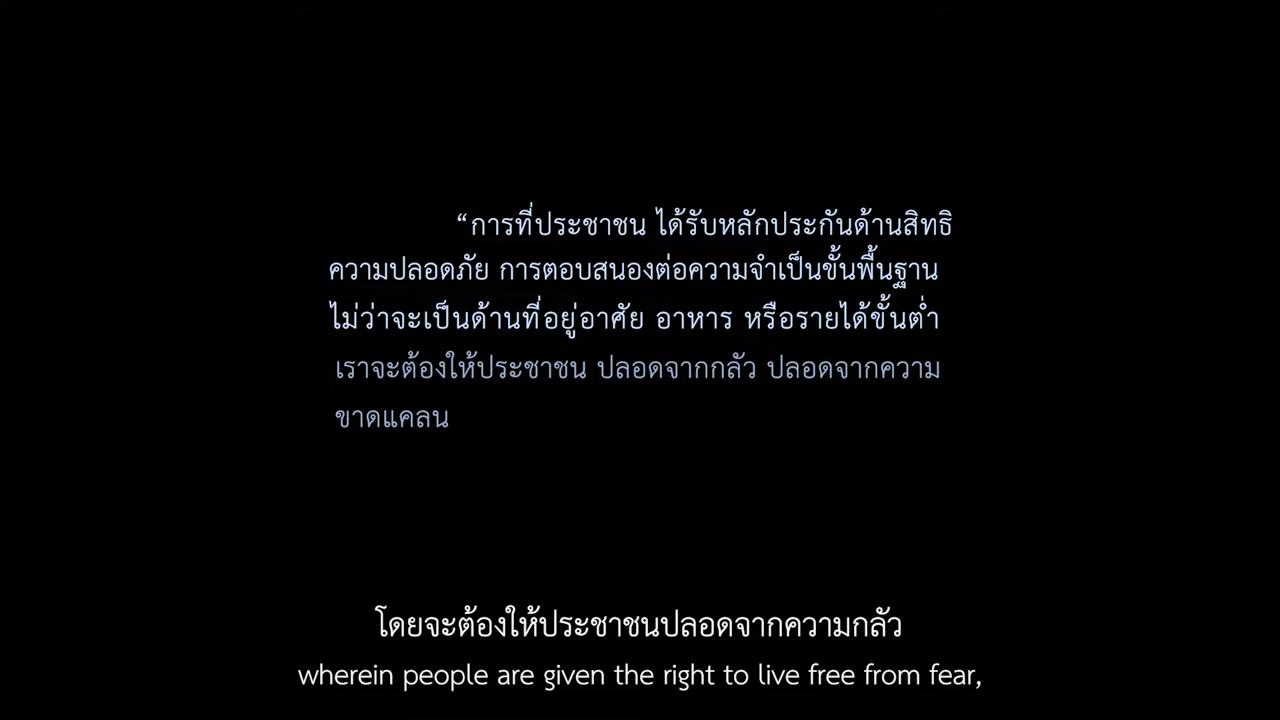 “การที่ประชาชน ได้รับหลักประกันด้านสิทธิ
ความปลอดภัย การตอบสนองต่อความจำเป็นขั้นพื้นฐาน
ไม่ว่าจะเป็นด้านที่อยู่อาศัย อาหาร หรือรายได้ขั้นต่ำ
เราจะต้องให้ประชาชน ปลอดจากกลัว ปลอดจากความ
ขาดแคลน
โดยจะต้องให้ประชาชนปลอดจากความกลัว
wherein people are given the right to live free from fear,